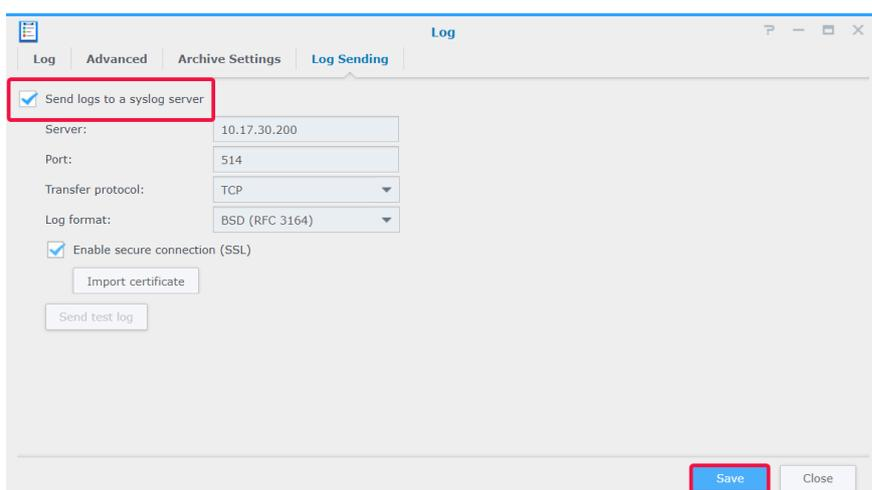 Log
Log Advanced Archive Settings Log Sending
Send logs to a syslog server
Server: 10.17.30.200
Port: 514
Transfer protocol: TCP
Log format: BSD (RFC 3164)
Enable secure connection (SSL)
Import certificate
Send test log
Save Close